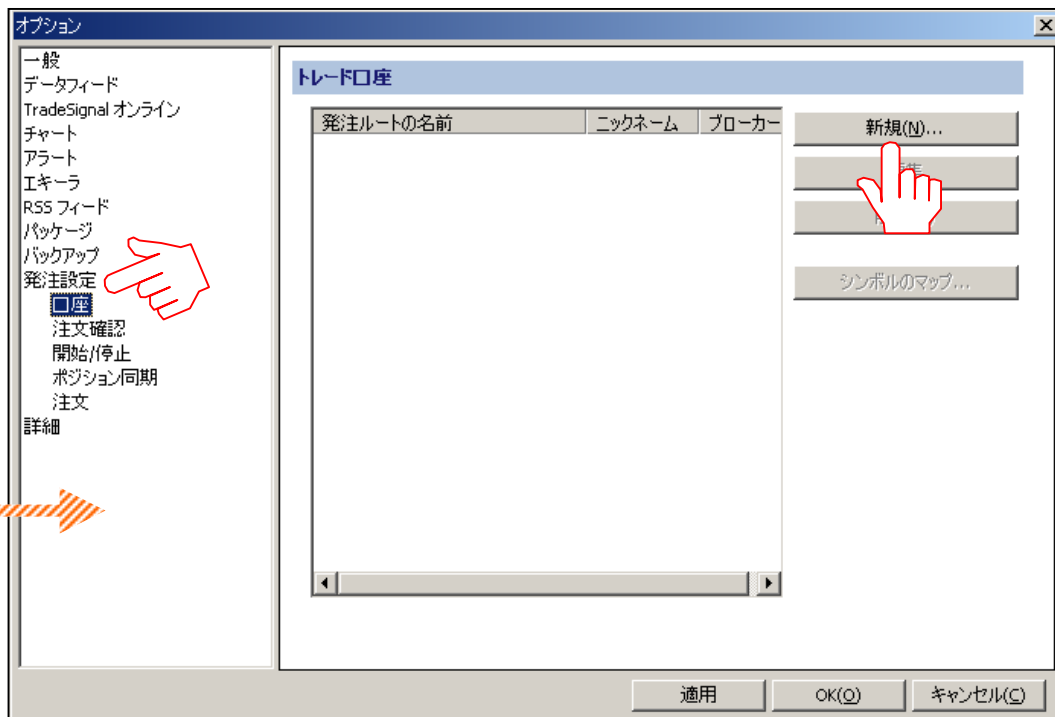 オプション
一般
データフィード
TradeSignal オンライン
チャート
アラート
エキーラ
RSS フィード
パッケージ
バックアップ
発注設定
口座
注文確認
開始/停止
ポジション同期
注文
詳細
トレード口座
発注ルートの名前 ニックネーム ブローカー
新規(N)...
集
シンボルのマップ...
適用 OK(O) キャンセル(C)